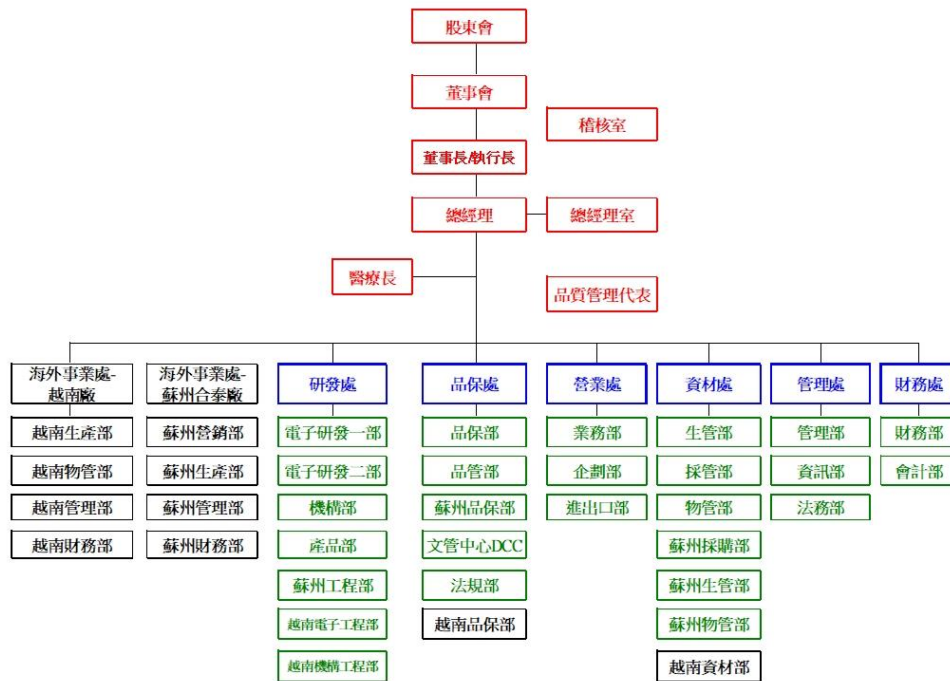 股東會
董事會
稽核室
董事長/執行長
總經理
總經理室
醫療長
品質管理代表
海外事業處-
越南廠
海外事業處-
蘇州合泰廠
研發處
品保處
營業處
資材處
管理處
財務處
越南生產部
蘇州營銷部
電子研發一部
品保部
業務部
生管部
管理部
財務部
越南物管部
蘇州生產部
電子研發二部
品管部
企劃部
採管部
資訊部
會計部
越南管理部
蘇州管理部
機構部
蘇州品保部
進出口部
物管部
法務部
越南財務部
蘇州財務部
產品部
文管中心DCC
蘇州採購部
蘇州工程部
法規部
蘇州生管部
越南電子工程部
越南品保部
蘇州物管部
越南機構工程部
越南資材部